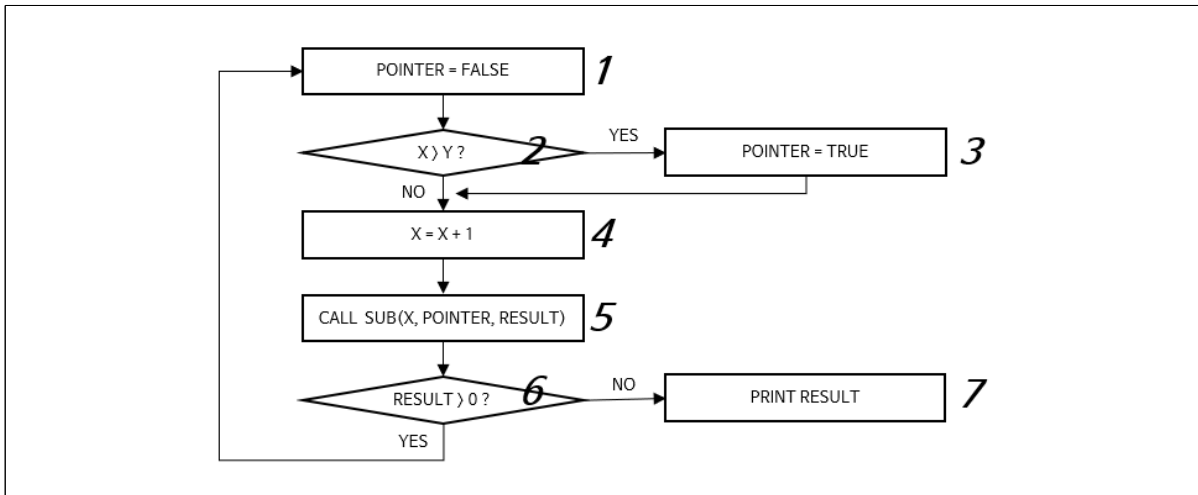 POINTER = FALSE
1
X 〉Y ?
2
YES
POINTER = TRUE
3
NO
X = X + 1
4
CALL SUB(X, POINTER, RESULT)
5
RESULT 〉0 ?
6
NO
PRINT RESULT
7
YES